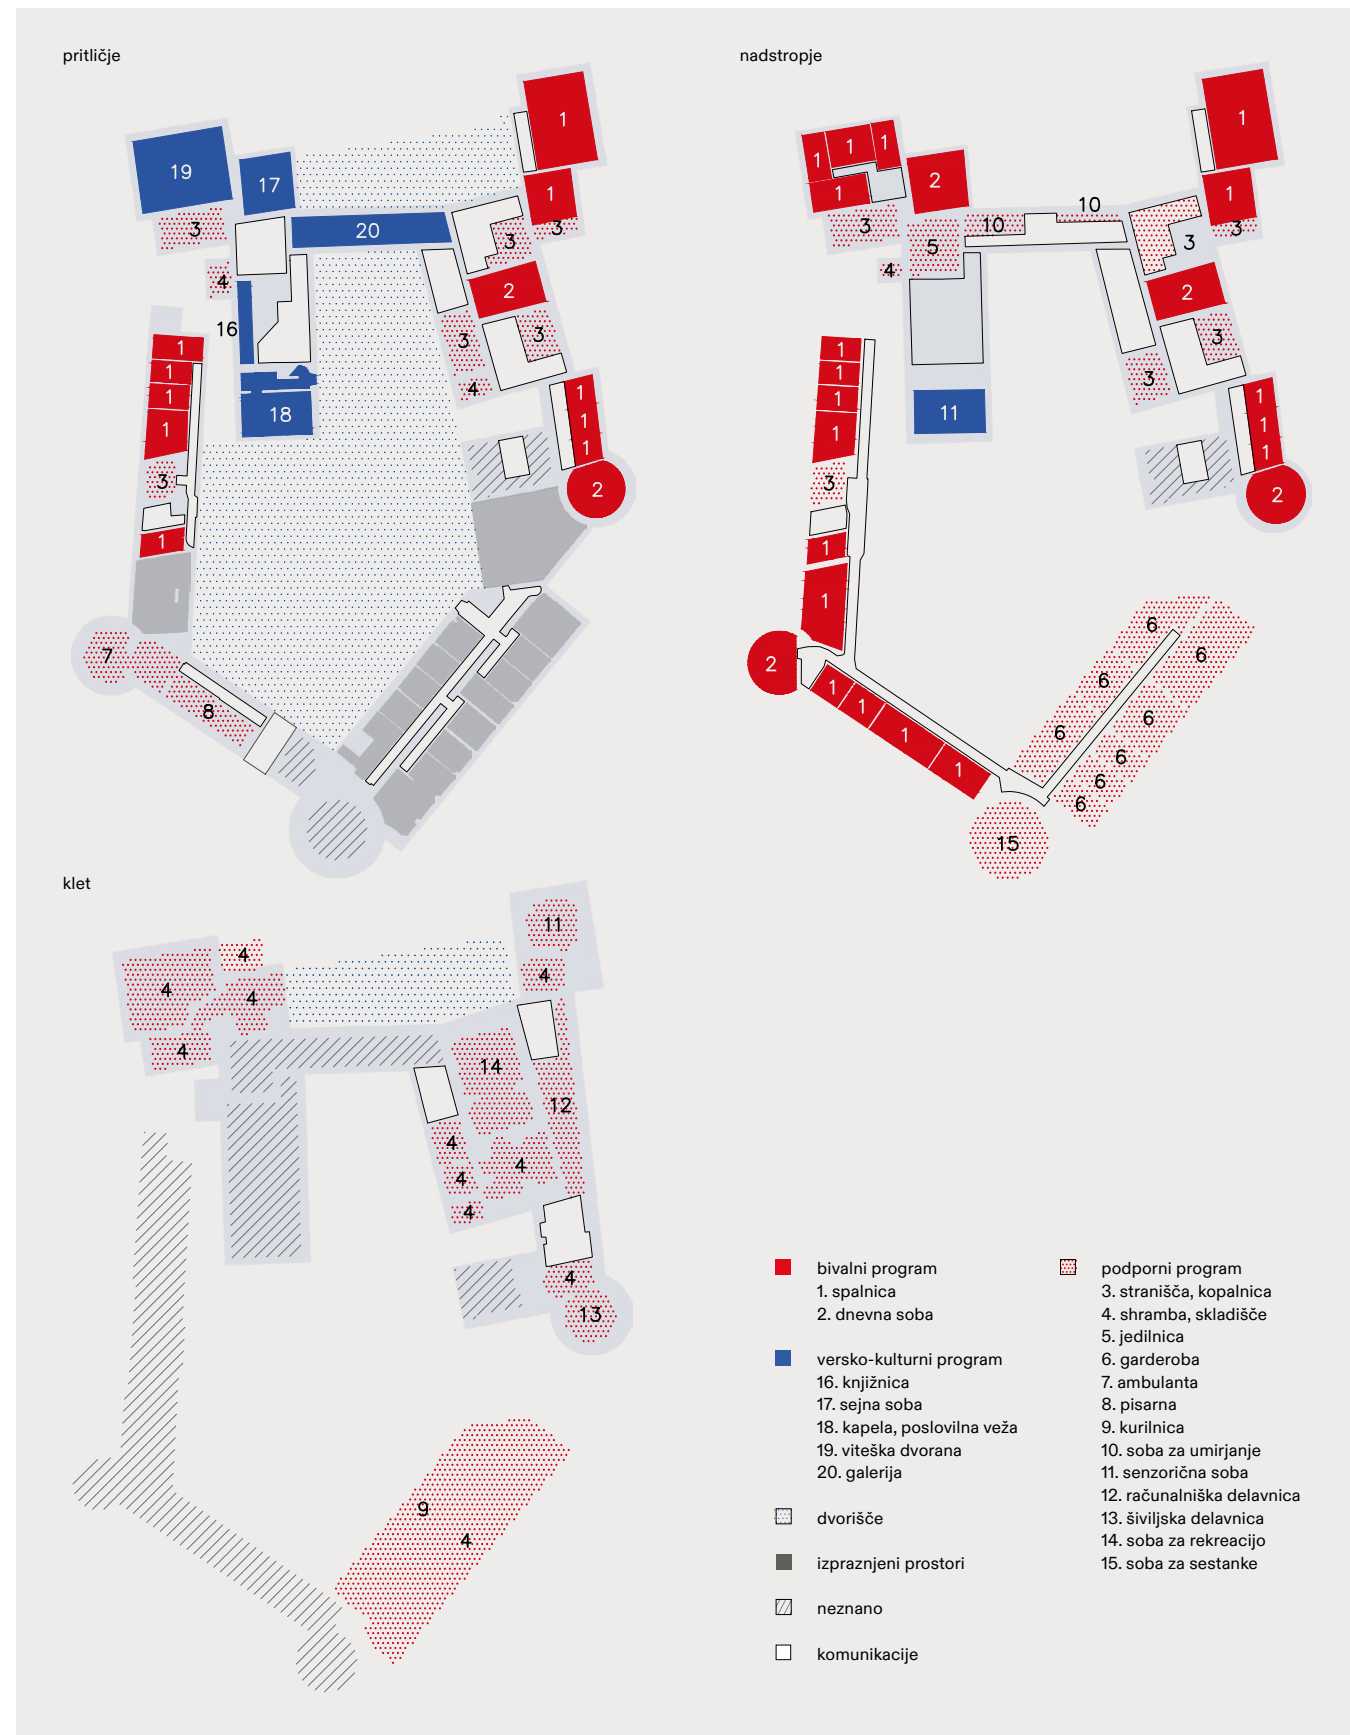 pritličje
1
19
17
1
3
20
3
3
4
2
16
3
3
1
1
1
4
1
1
18
1
1
3
2
1
7
8
nadstropje
1
1
1
1
2
1
1
10
3
10
3
3
5
4
2
3
1
1
3
1
1
11
1
1
1
3
2
1
1
6
2
6
1
6
1
6
1
6
1
6
6
6
15
klet
11
4
4
4
4
4
14
12
4
4
4
4
4
13
9
4
bivalni program
1. spalnica
2. dnevna soba
versko-kulturni program
16. knjižnica
17. sejna soba
18. kapela, poslovilna veža
19. viteška dvorana
20. galerija
dvorišče
izpraznjeni prostori
neznano
komunikacije
podporni program
3. stranišča, kopalnica
4. shramba, skladišče
5. jedilnica
6. garderoba
7. ambulanta
8. pisarna
9. kurilnica
10. soba za umirjanje
11. senzorična soba
12. računalniška delavnica
13. šiviljska delavnica
14. soba za rekreacijo
15. soba za sestanke